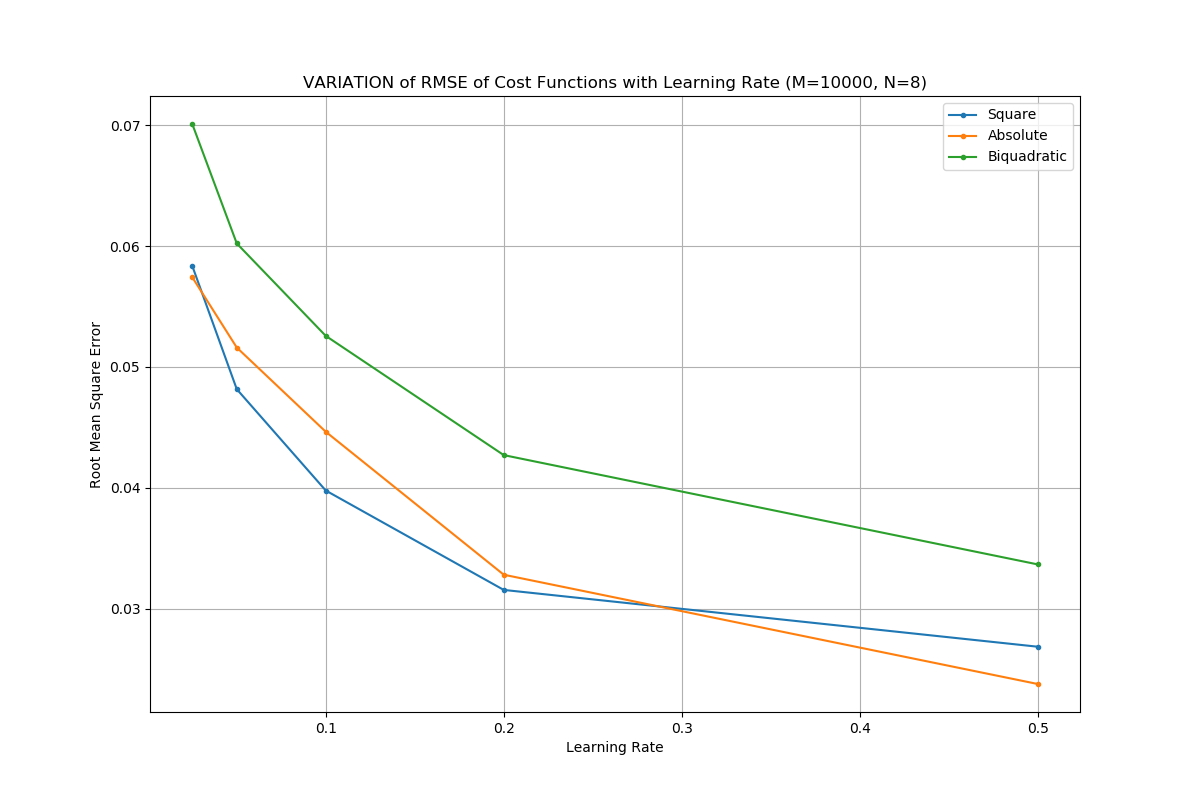 VARIATION of RMSE of Cost Functions with Learning Rate (M=10000, N=8)
Square
Absolute
Biquadratic
0.07
0.06
0.05
0.04
0.03
Root Mean Square Error
0.1
0.2
0.3
0.4
0.5
Learning Rate